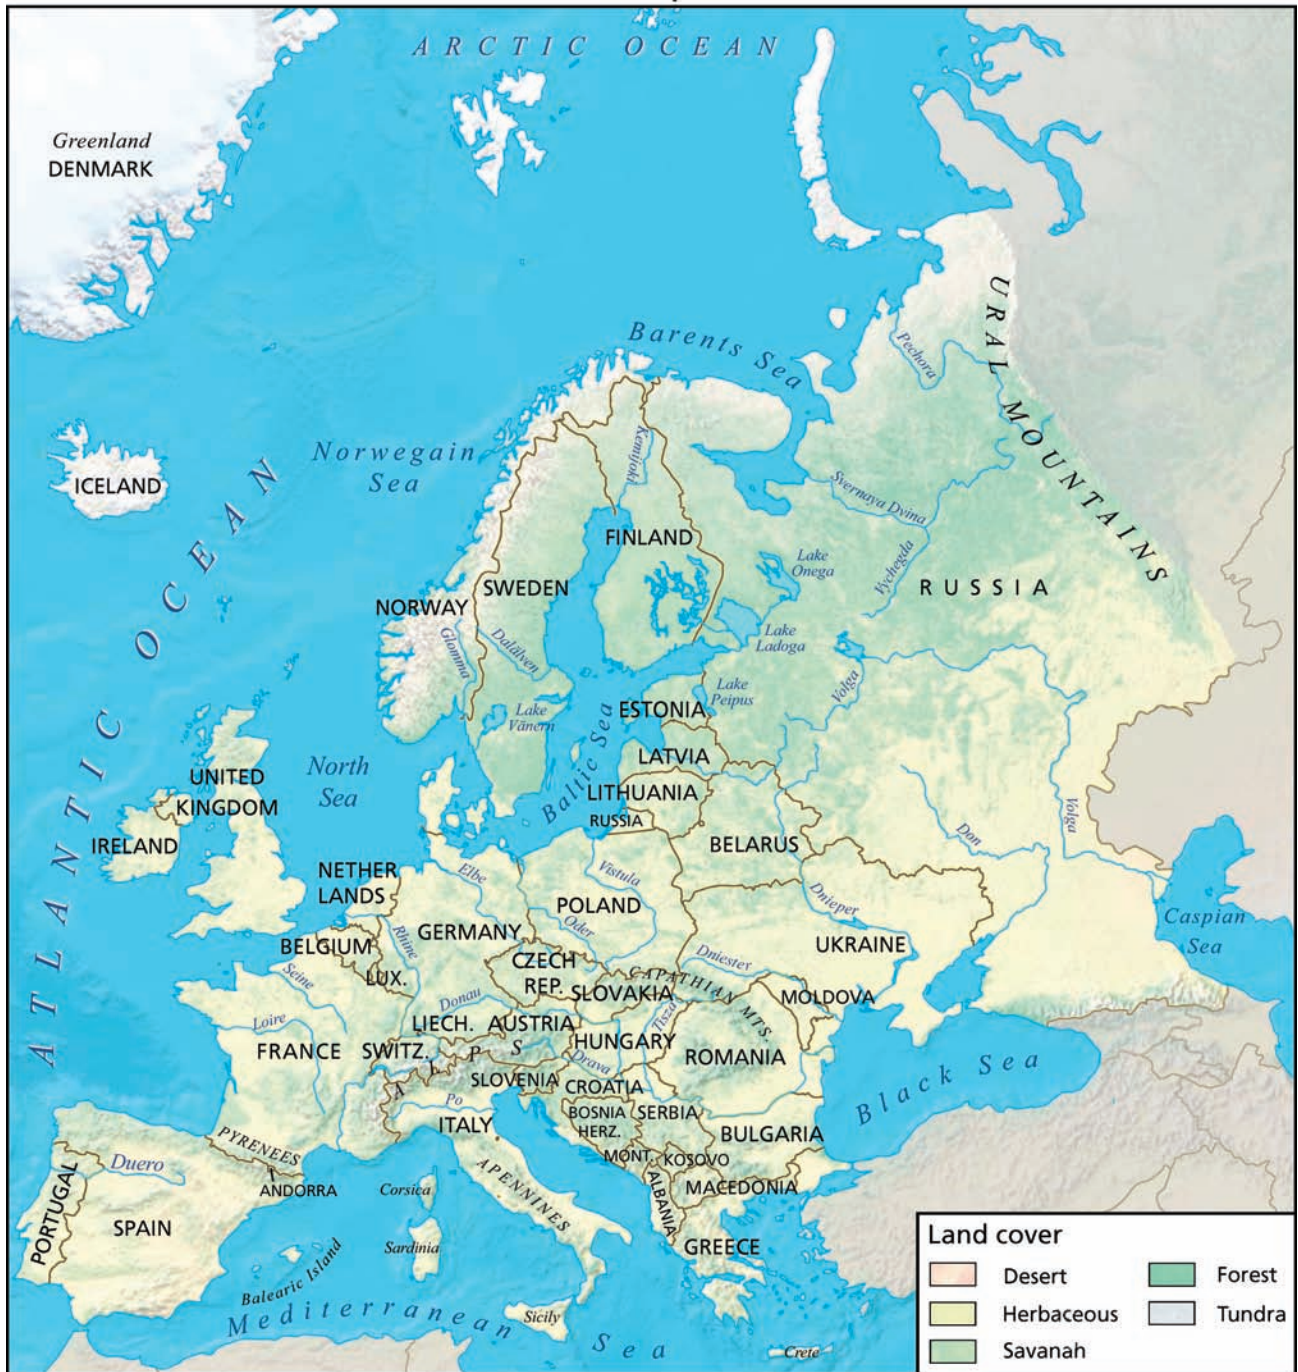 ARCTIC OCEAN
Greenland
DENMARK
URAL MOUNTAINS
Barents Sea
Pechora
Norwegain
Sea
Kemijoki
ICELAND
ATLANTIC OCEAN
Svernaya Dvina
FINLAND
Lake
Onega
Vychegda
RUSSIA
SWEDEN
NORWAY
Glomma
Dalälven
Lake
Ladoga
Lake
Peipus
Volga
Lake
Vänern
ESTONIA
Baltic Sea
LATVIA
North
Sea
UNITED
KINGDOM
LITHUANIA
RUSSIA
Volga
Don
IRELAND
BELARUS
NETHER
LANDS
Elbe
Vistula
POLAND
Dnieper
Oder
Caspian
Sea
GERMANY
BELGIUM
Rhine
UKRAINE
CZECH
REP.
Dniester
Seine
LUX.
CAPATHIAN MTS.
SLOVAKIA
MOLDOVA
Donau
Tisza
Loire
LIECH.
AUSTRIA
FRANCE
SWITZ.
HUNGARY
ROMANIA
ALPS
Drava
Black Sea
SLOVENIA
CROATIA
Po
BOSNIA
HERZ.
SERBIA
ITALY
BULGARIA
PYRENEES
MONT.
KOSOVO
Duero
ANDORRA
Corsica
APENNINES
ALBANIA
MACEDONIA
PORTUGAL
SPAIN
Sardinia
GREECE
Balearic Island
Mediterranean Sea
Sicily
Crete
Land cover
Desert
Forest
Herbaceous
Tundra
Savanah